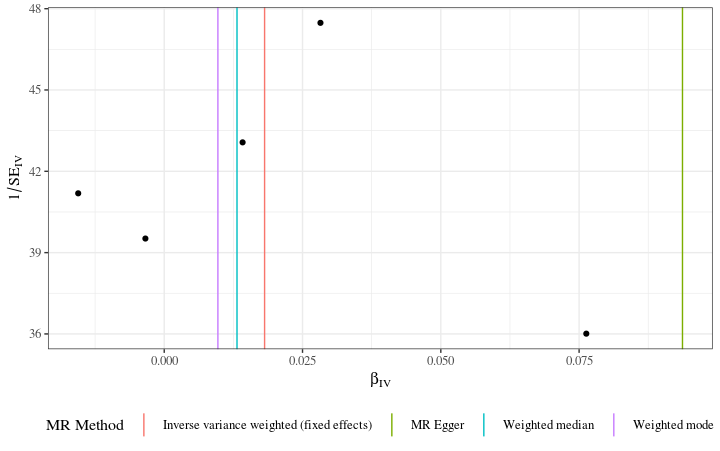 48
45
42
39
36
1/SE_IV
0.000 0.025 0.050 0.075
β_IV
MR Method Inverse variance weighted (fixed effects) MR Egger Weighted median Weighted mode